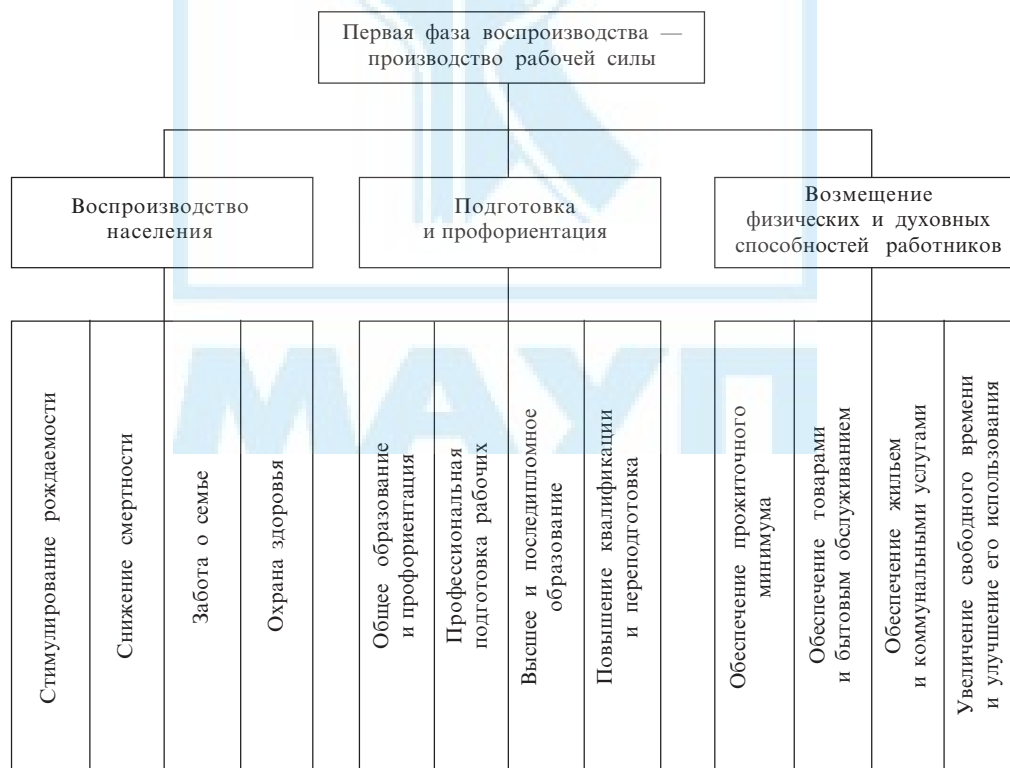 Первая фаза воспроизводства —
производство рабочей силы
Воспроизводство
населения
Подготовка
и профориентация
Возмещение
физических и духовных
способностей работников
Стимулирование рождаемости
Снижение смертности
Забота о семье
Охрана здоровья
Общее образование
и профориентация
Профессиональная
подготовка рабочих
Высшее и последипломное
образование
Повышение квалификации
и переподготовка
Обеспечение прожиточного
минимума
Обеспечение товарами
и бытовым обслуживанием
Обеспечение жильем
и коммунальными услугами
Увеличение свободного времени
и улучшение его использования
МАУП